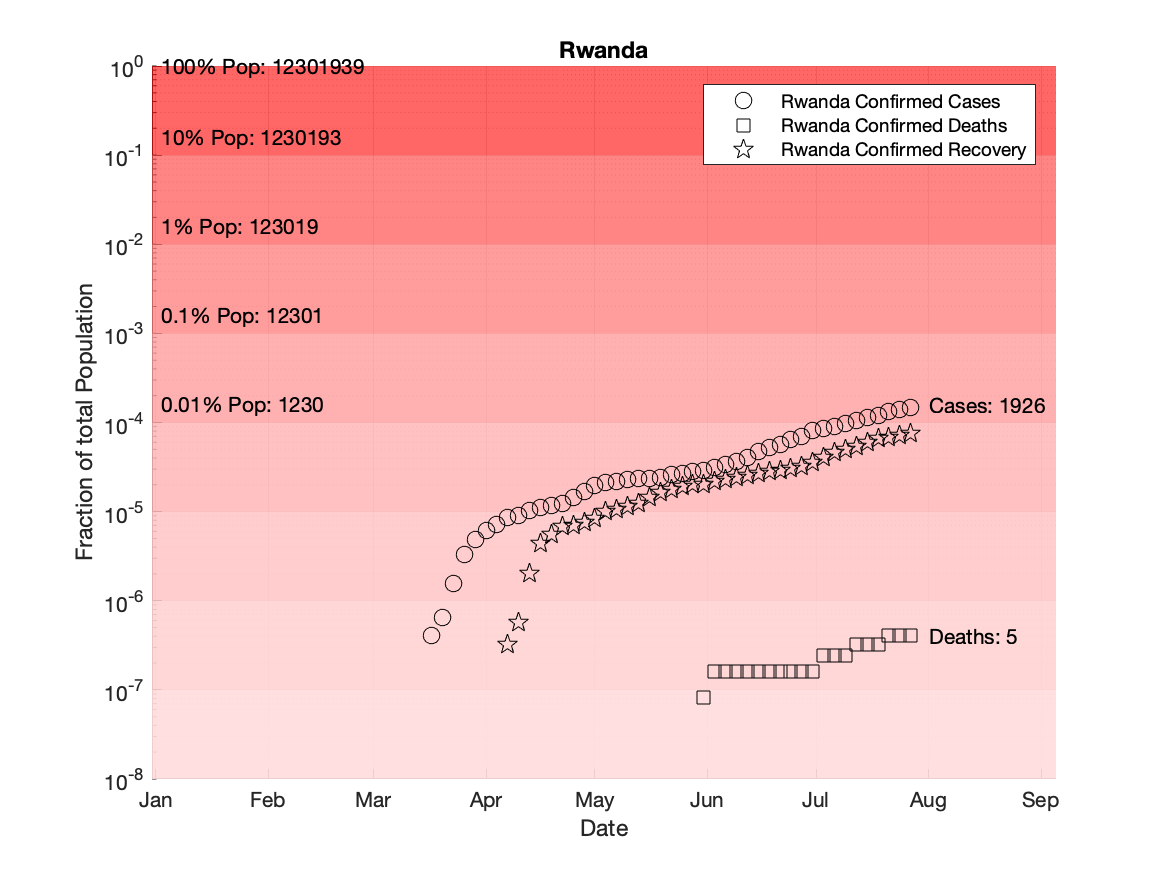 Rwanda
10⁰
100% Pop: 12301939
Rwanda Confirmed Cases
Rwanda Confirmed Deaths
Rwanda Confirmed Recovery
10% Pop: 1230193
10⁻¹
1% Pop: 123019
10⁻²
0.1% Pop: 12301
10⁻³
0.01% Pop: 1230
Cases: 1926
10⁻⁴
10⁻⁵
10⁻⁶
Deaths: 5
10⁻⁷
10⁻⁸
Fraction of total Population
Jan Feb Mar Apr May Jun Jul Aug Sep
Date